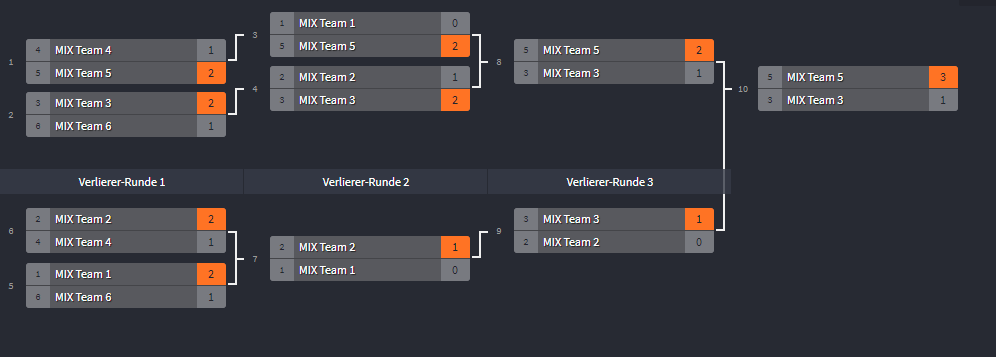 1
4 MIX Team 4 1
5 MIX Team 5 2
2
3 MIX Team 3 2
6 MIX Team 6 1
3
1 MIX Team 1 0
5 MIX Team 5 2
4
2 MIX Team 2 1
3 MIX Team 3 2
8
5 MIX Team 5 2
3 MIX Team 3 1
10
5 MIX Team 5 3
3 MIX Team 3 1
Verlierer-Runde 1
Verlierer-Runde 2
Verlierer-Runde 3
6
2 MIX Team 2 2
4 MIX Team 4 1
5
1 MIX Team 1 2
6 MIX Team 6 1
7
2 MIX Team 2 1
1 MIX Team 1 0
9
3 MIX Team 3 1
2 MIX Team 2 0